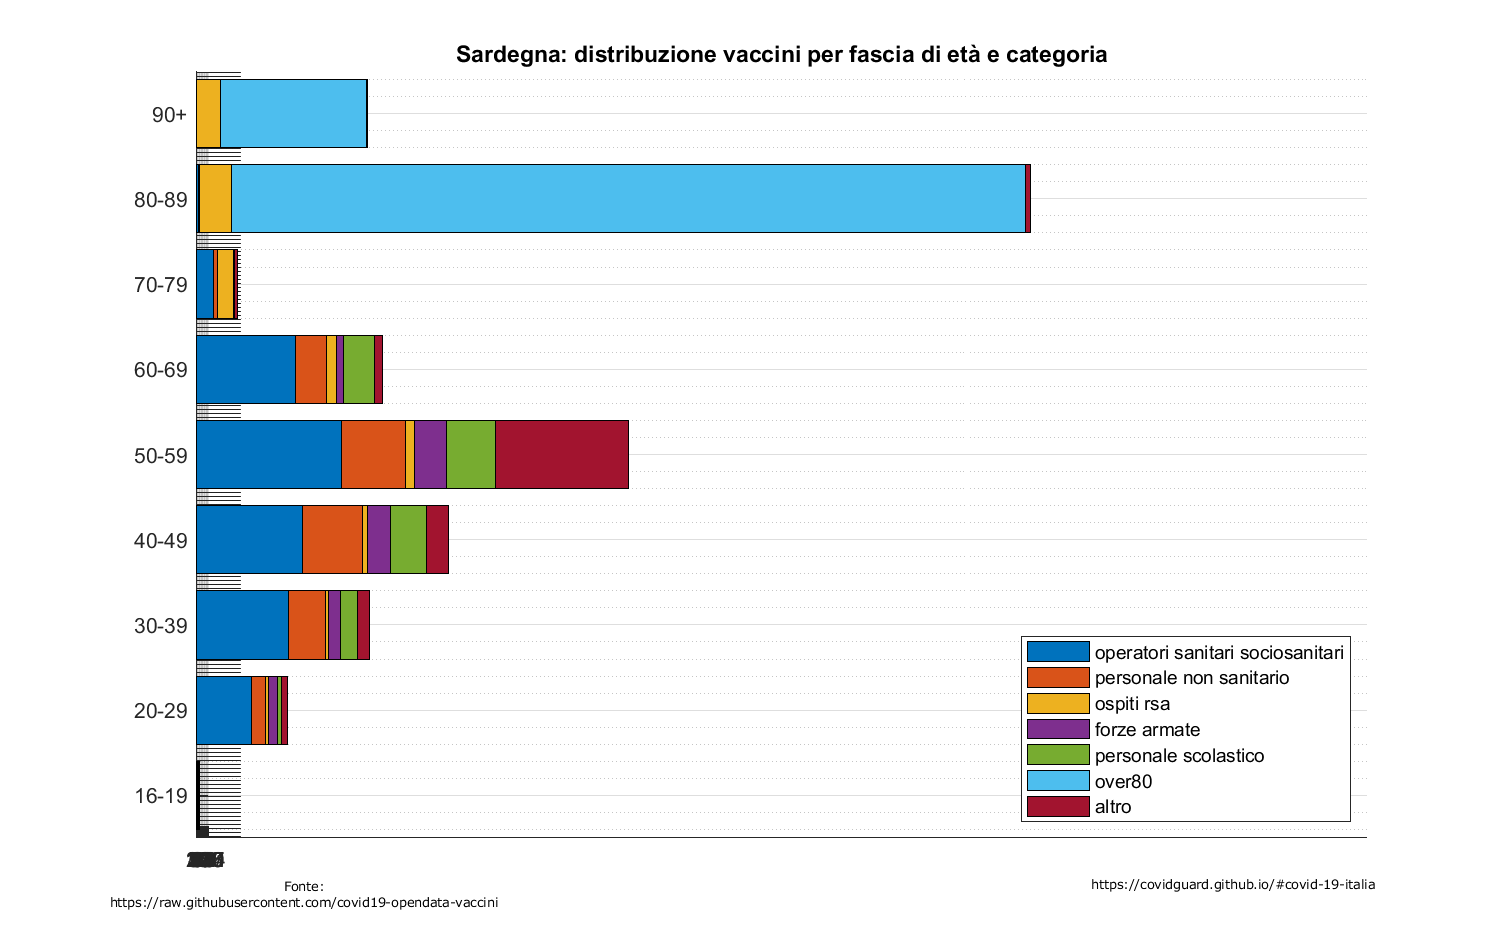 Sardegna: distribuzione vaccini per fascia di età e categoria
90+
80-89
70-79
60-69
50-59
40-49
30-39
20-29
16-19
operatori sanitari sociosanitari
personale non sanitario
ospiti rsa
forze armate
personale scolastico
over80
altro
Fonte:
https://raw.githubusercontent.com/covid19-opendata-vaccini
https://covidguard.github.io/#covid-19-italia